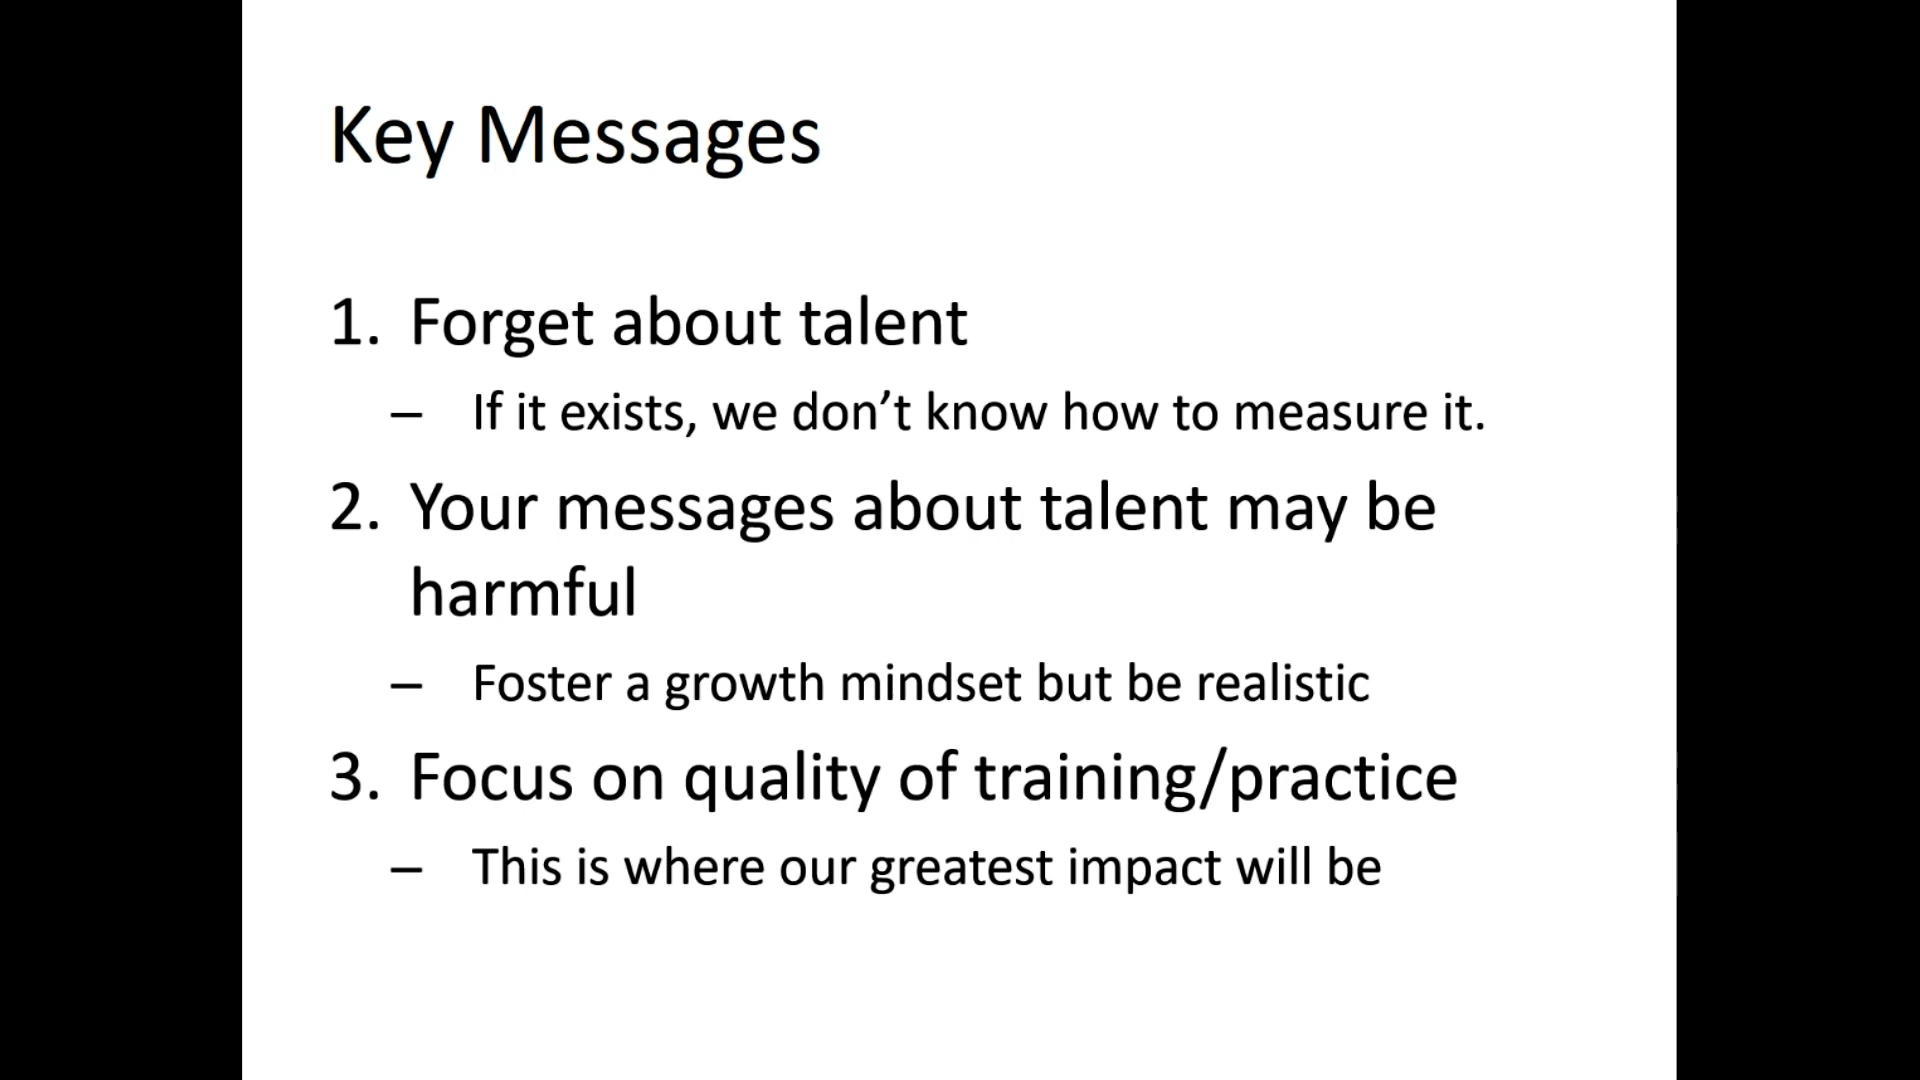 Key Messages
1. Forget about talent
– If it exists, we don’t know how to measure it.
2. Your messages about talent may be
harmful
– Foster a growth mindset but be realistic
3. Focus on quality of training/practice
– This is where our greatest impact will be